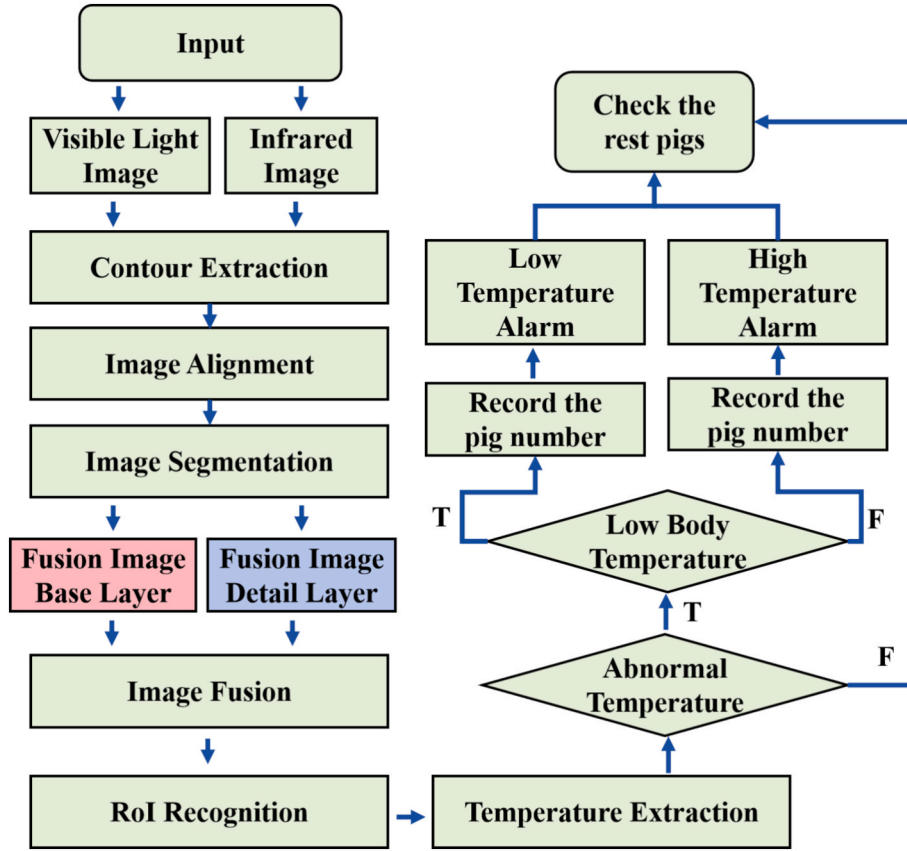 Input
Visible Light
Image
Infrared
Image
Contour Extraction
Image Alignment
Image Segmentation
Fusion Image
Base Layer
Fusion Image
Detail Layer
Image Fusion
RoI Recognition
Temperature Extraction
Abnormal
Temperature
F
T
Low Body
Temperature
T
F
Record the
pig number
Record the
pig number
Low
Temperature
Alarm
High
Temperature
Alarm
Check the
rest pigs